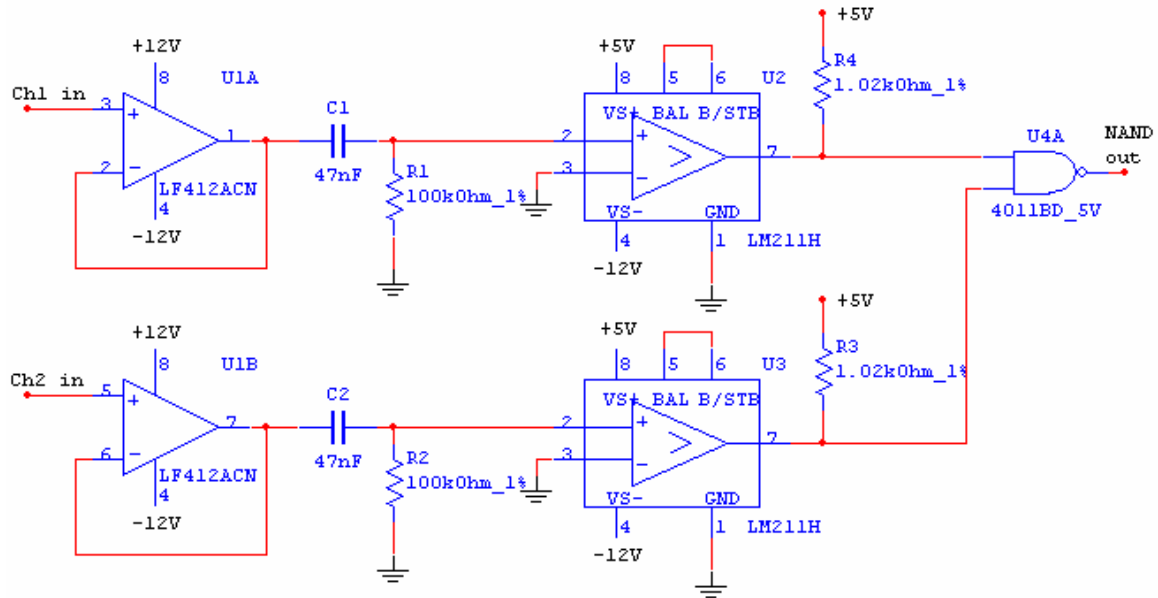 +5V
+12V
+5V
8
U1A
8
5
6
U2
R4
1.02kOhm_1%
Ch1 in
3
C1
VS+
BAL
B/STB
U4A
NAND
out
1
2
7
2
3
R1
100kOhm_1%
47nF
LF412ACN
4
-12V
VS-
GND
4
1
LM211H
-12V
4011BD_5V
+5V
+12V
+5V
8
U1B
8
5
6
U3
R3
1.02kOhm_1%
Ch2 in
5
C2
VS+
BAL
B/STB
7
2
7
6
3
R2
100kOhm_1%
47nF
LF412ACN
4
-12V
VS-
GND
4
1
LM211H
-12V